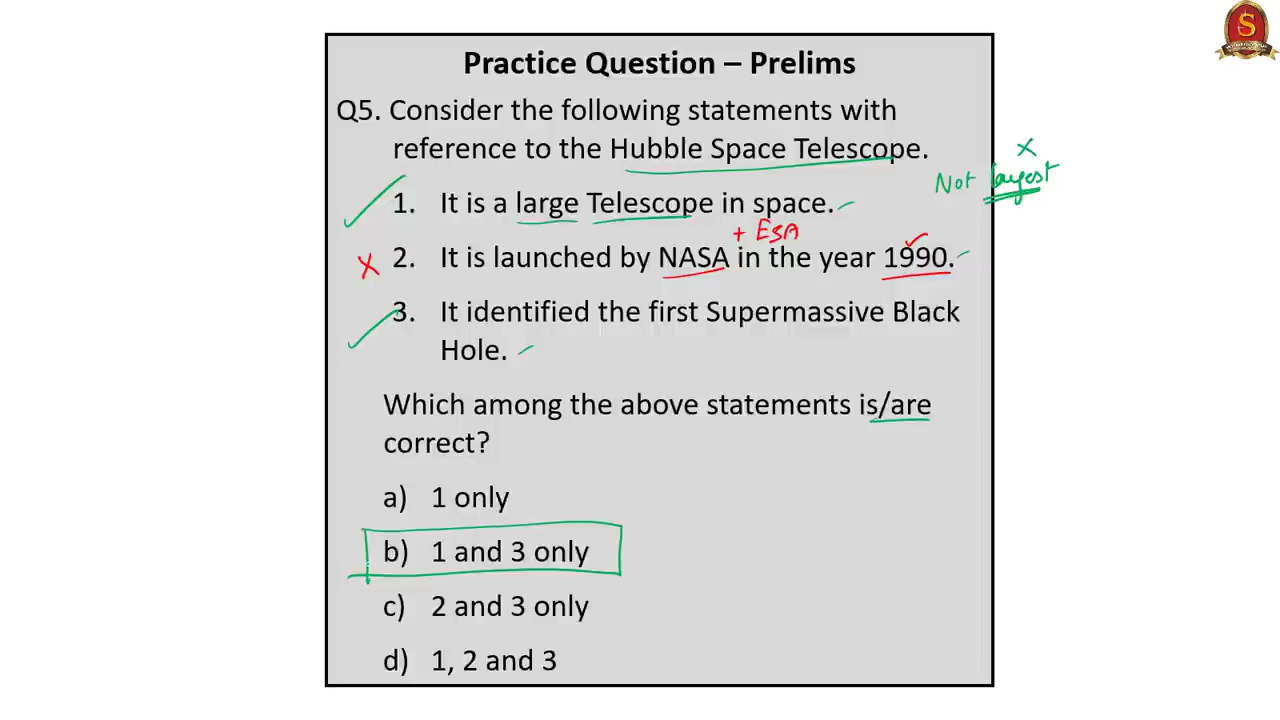 Practice Question – Prelims
Q5. Consider the following statements with
reference to the Hubble Space Telescope.
Not largest
1. It is a large Telescope in space.
+ ESA
2. It is launched by NASA in the year 1990.
3. It identified the first Supermassive Black
Hole.
Which among the above statements is/are
correct?
a) 1 only
b) 1 and 3 only
c) 2 and 3 only
d) 1, 2 and 3
S